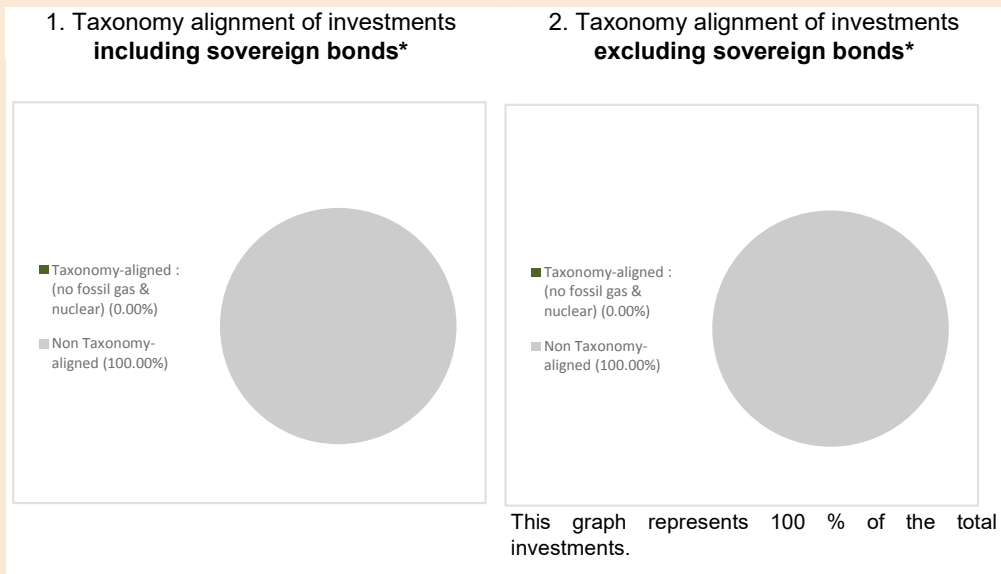 1. Taxonomy alignment of investments
including sovereign bonds*
Taxonomy-aligned :
(no fossil gas &
nuclear) (0.00%)
Non Taxonomy-
aligned (100.00%)
2. Taxonomy alignment of investments
excluding sovereign bonds*
Taxonomy-aligned :
(no fossil gas &
nuclear) (0.00%)
Non Taxonomy-
aligned (100.00%)
This graph represents 100 % of the total
investments.